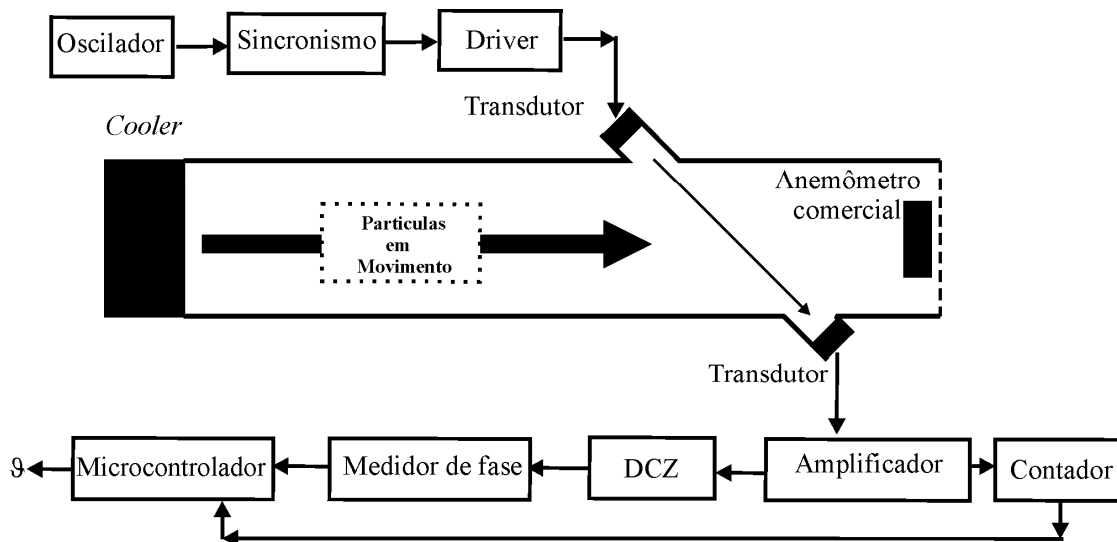 Oscilador
Sincronismo
Driver
Transdutor
Cooler
Anemômetro
comercial
Particulas
em
Movimento
Transdutor
ϑ
Microcontrolador
Medidor de fase
DCZ
Amplificador
Contador